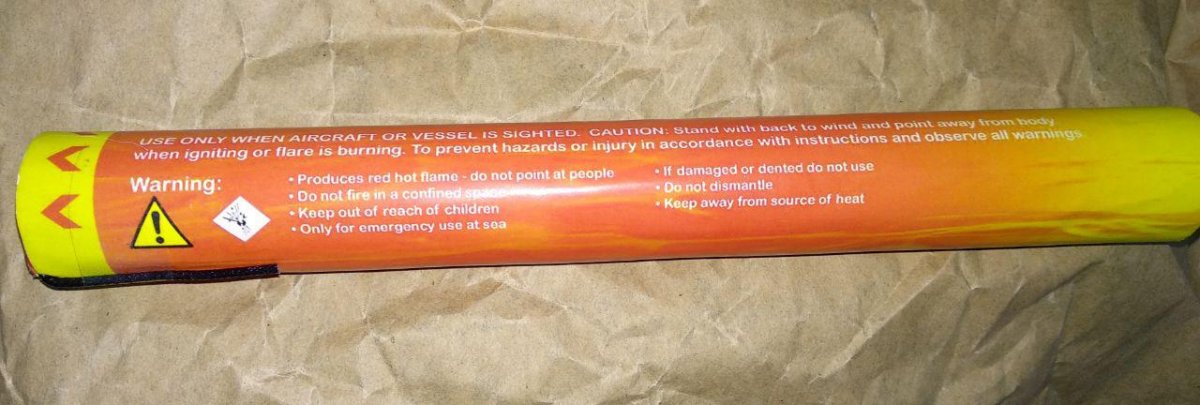 USE ONLY WHEN AIRCRAFT OR VESSEL IS SIGHTED. CAUTION: Stand with back to wind and point away from body
when igniting or flare is burning. To prevent hazards or injury in accordance with instructions and observe all warnings
Warning:
• Produces red hot flame - do not point at people
• Do not fire in a confined space
• Keep out of reach of children
• Only for emergency use at sea
• If damaged or dented do not use
• Do not dismantle
• Keep away from source of heat